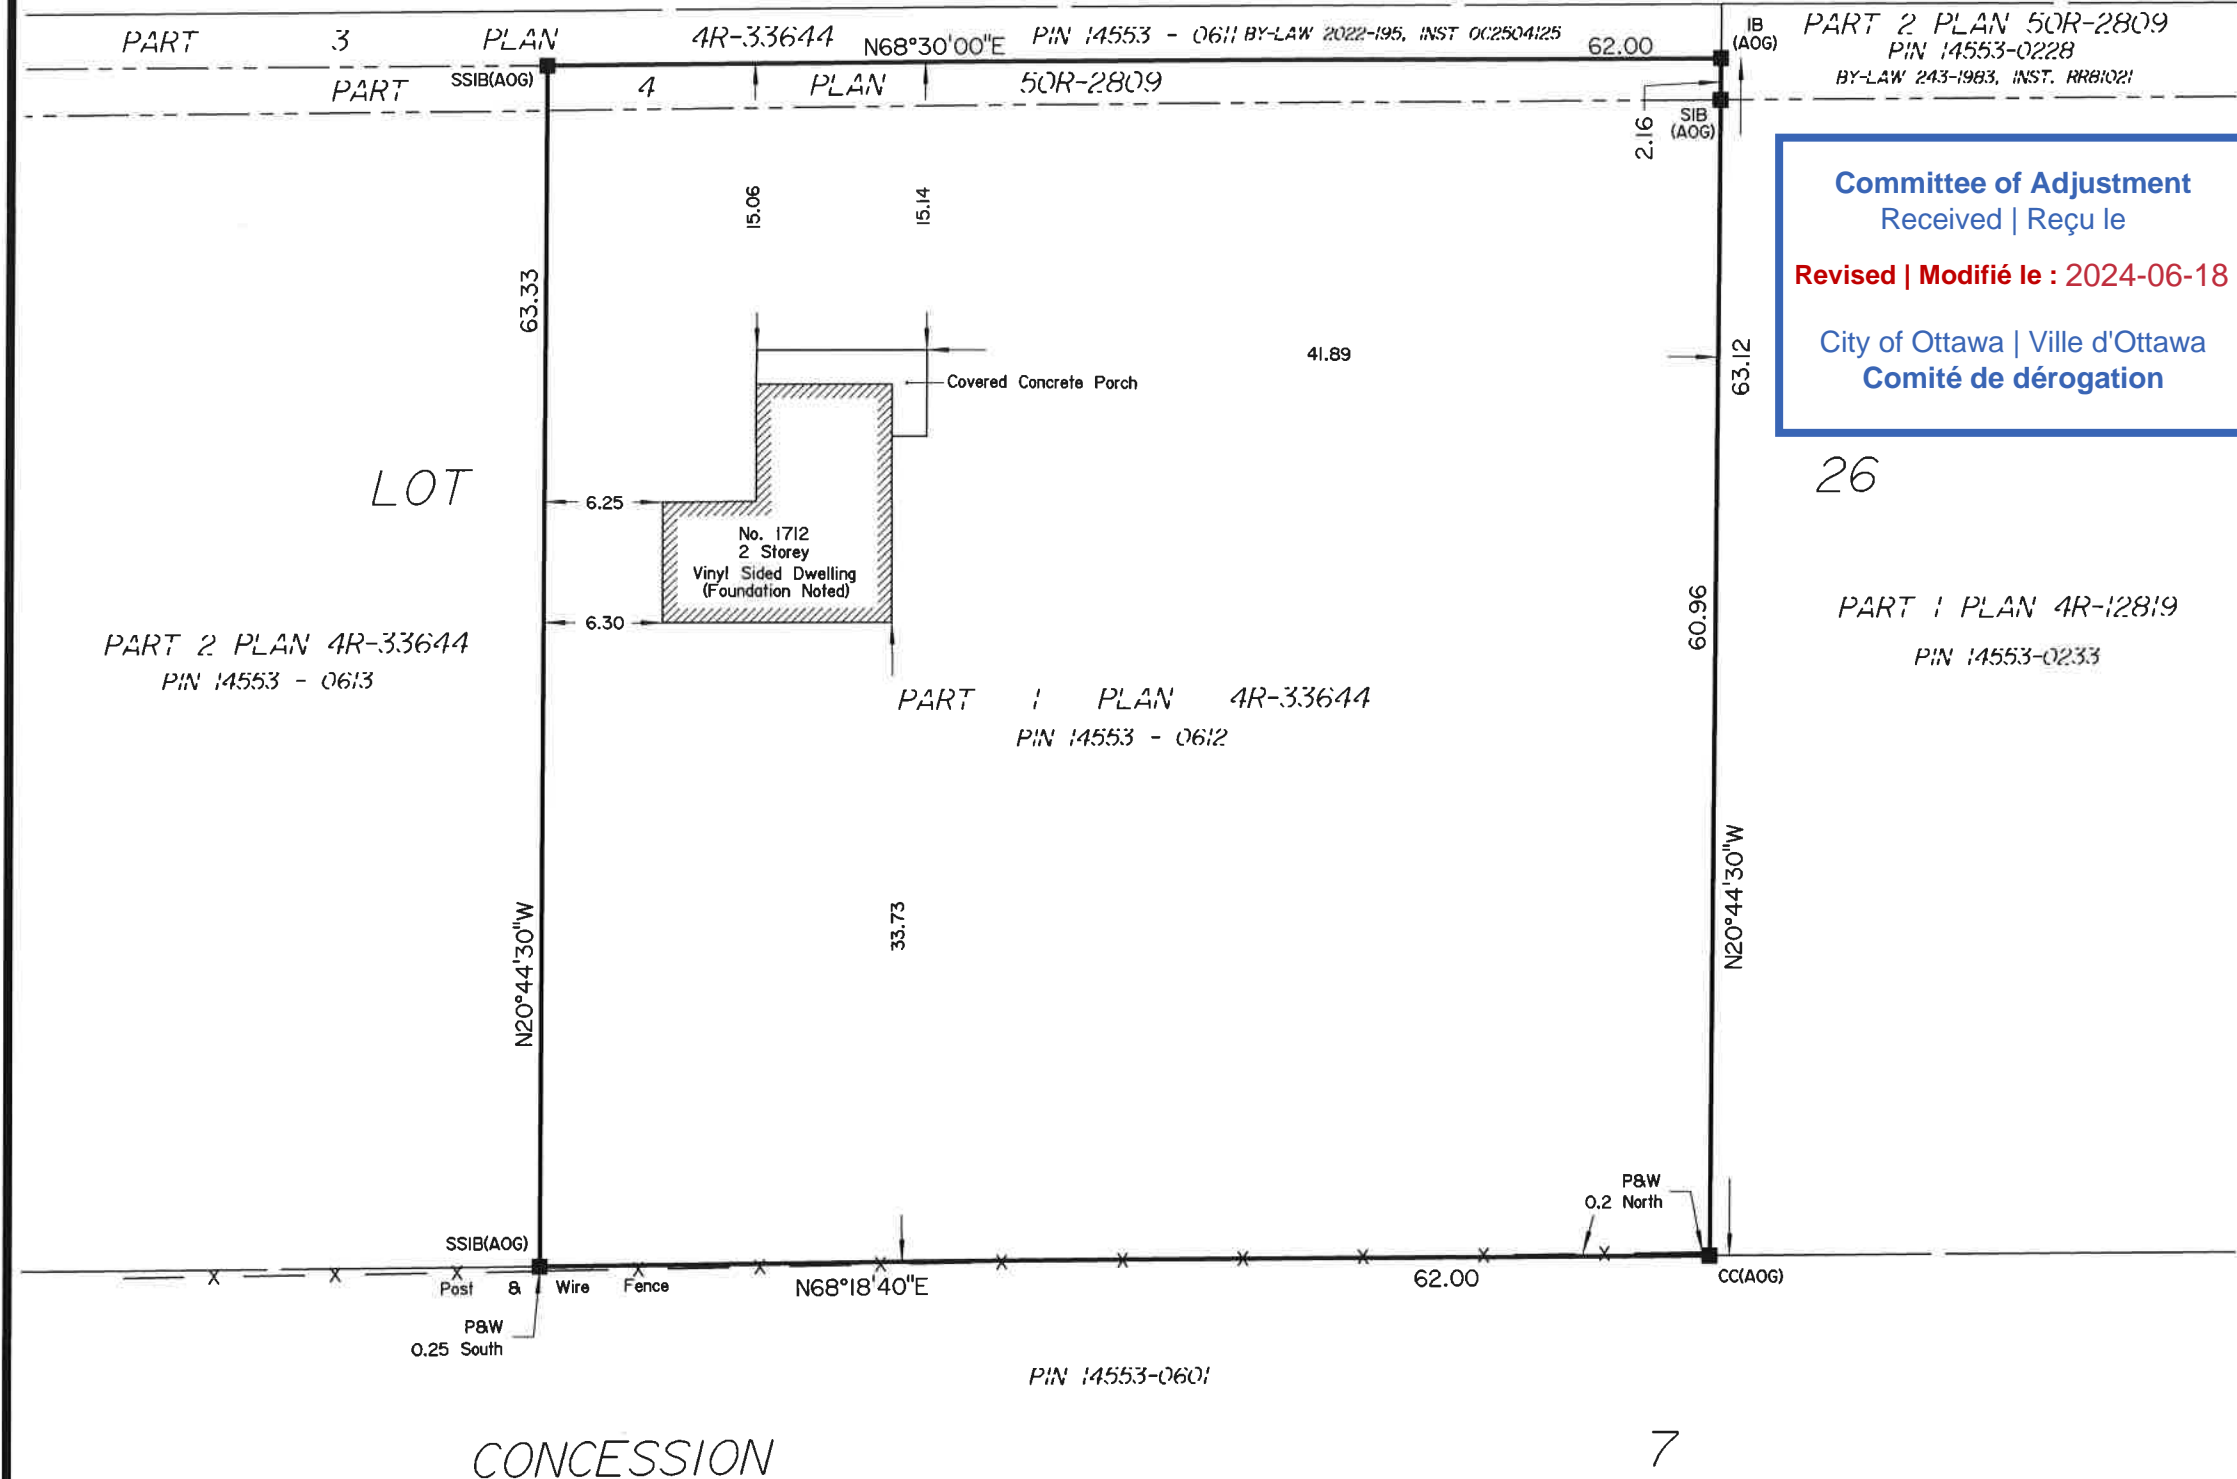 PART 3 PLAN 4R-33644 N68°30'00"E PIN 14553 - 0611 BY-LAW 2022-195, INST OC2504125 62.00
IB
(AOG)
PART 2 PLAN 50R-2809
PIN 14553-0228
BY-LAW 243-1983, INST. RR81021
SSIB(AOG)
PART 4 PLAN 50R-2809
2.16
SIB
(AOG)
Committee of Adjustment
Received | Reçu le
Revised | Modifié le : 2024-06-18
City of Ottawa | Ville d'Ottawa
Comité de dérogation
15.06
15.14
63.33
41.89
63.12
Covered Concrete Porch
LOT 26
6.25
No. 1712
2 Storey
Vinyl Sided Dwelling
(Foundation Noted)
6.30
60.96
PART 1 PLAN 4R-12819
PIN 14553-0233
PART 2 PLAN 4R-33644
PIN 14553 - 0613
PART 1 PLAN 4R-33644
PIN 14553 - 0612
N20°44'30"W
33.73
N20°44'30"W
P&W
0.2 North
SSIB(AOG)
Post & Wire Fence
N68°18'40"E
62.00
CC(AOG)
P&W
0.25 South
PIN 14553-0601
CONCESSION 7